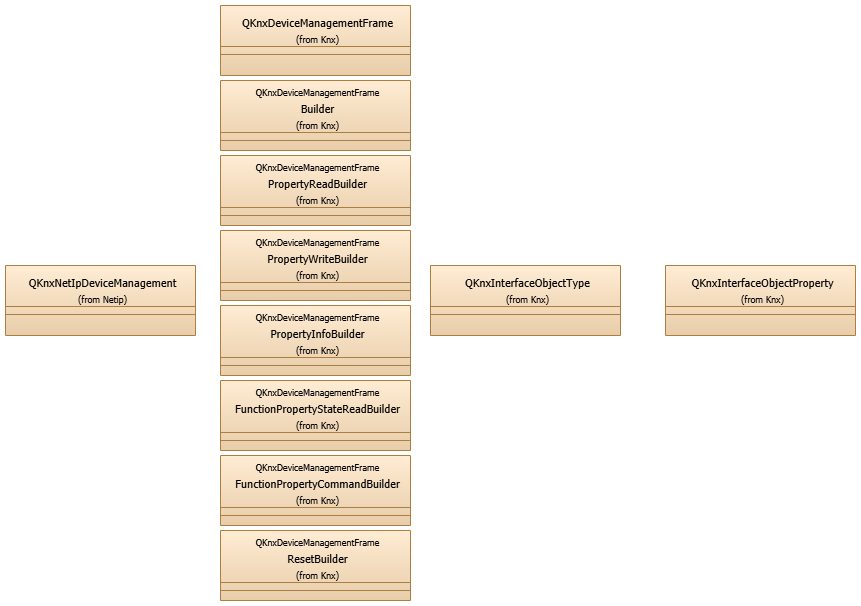 QKnxDeviceManagementFrame
(from Knx)
QKnxDeviceManagementFrame
Builder
(from Knx)
QKnxDeviceManagementFrame
PropertyReadBuilder
(from Knx)
QKnxDeviceManagementFrame
PropertyWriteBuilder
(from Knx)
QKnxNetIpDeviceManagement
(from Netip)
QKnxInterfaceObjectType
(from Knx)
QKnxInterfaceObjectProperty
(from Knx)
QKnxDeviceManagementFrame
PropertyInfoBuilder
(from Knx)
QKnxDeviceManagementFrame
FunctionPropertyStateReadBuilder
(from Knx)
QKnxDeviceManagementFrame
FunctionPropertyCommandBuilder
(from Knx)
QKnxDeviceManagementFrame
ResetBuilder
(from Knx)